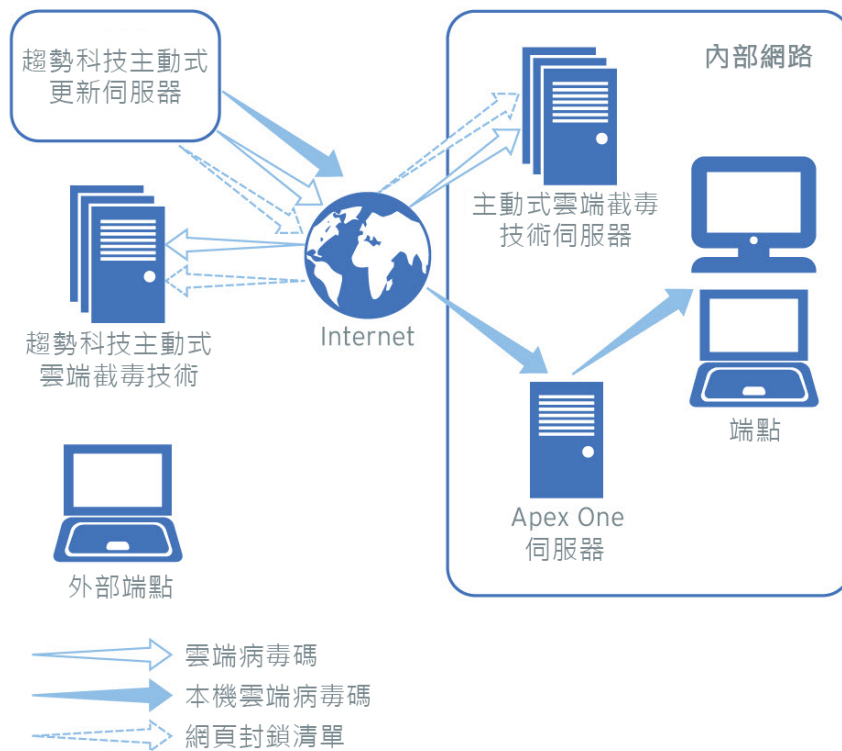 趨勢科技主動式
更新伺服器
內部網路
主動式雲端截毒
技術伺服器
Internet
趨勢科技主動式
雲端截毒技術
端點
Apex One
伺服器
外部端點
雲端病毒碼
本機雲端病毒碼
網頁封鎖清單